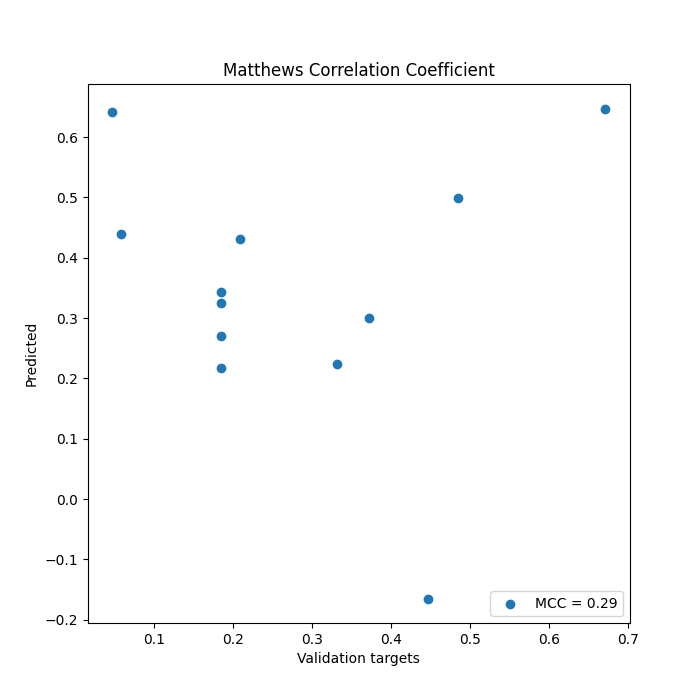 Matthews Correlation Coefficient
0.6
0.5
0.4
0.3
0.2
0.1
0.0
−0.1
−0.2
Predicted
MCC = 0.29
0.1 0.2 0.3 0.4 0.5 0.6 0.7
Validation targets